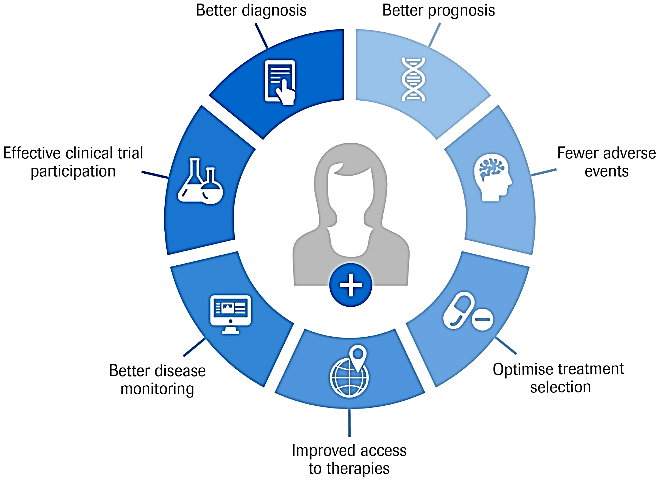 Better diagnosis
Better prognosis
Effective clinical trial
participation
Fewer adverse
events
Better disease
monitoring
Optimise treatment
selection
Improved access
to therapies